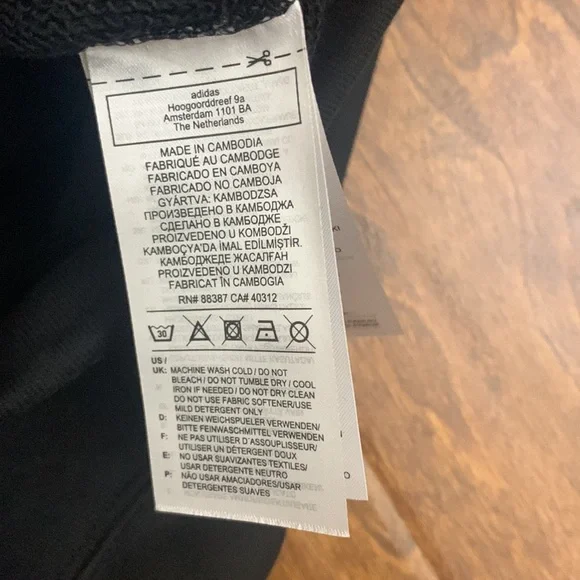 adidas
Hoogoorddreef 9a
Amsterdam 1101 BA
The Netherlands
MADE IN CAMBODIA
FABRIQUÉ AU CAMBODGE
FABRICADO EN CAMBOYA
FABRICADO NO CAMBOJA
GYÁRTVA: KAMBODZSA
ПРОИЗВЕДЕНО В КАМБОДЖА
СДЕЛАНО В КАМБОДЖЕ
PROIZVEDENO U KOMBODŽI
KAMBOÇYA'DA İMAL EDİLMİŞTİR.
КАМБОДЖЕДЕ ЖАСАЛҒАН
PROIZVEDENO U KAMBODZI
FABRICAT ÎN CAMBOGIA
RN# 88387 CA# 40312
30
US /
UK: MACHINE WASH COLD / DO NOT
BLEACH / DO NOT TUMBLE DRY / COOL
IRON IF NEEDED / DO NOT DRY CLEAN
DO NOT USE FABRIC SOFTENER/USE
MILD DETERGENT ONLY
D: KEINEN WEICHSPUELER VERWENDEN/
BITTE FEINWASCHMITTEL VERWENDEN
F: NE PAS UTILISER D'ASSOUPLISSEUR/
UTILISER UN DÉTERGENT DOUX
E: NO USAR SUAVIZANTES TEXTILES/
USAR DETERGENTE NEUTRO
P: NÃO USAR AMACIADORES/USAR
DETERGENTES SUAVES